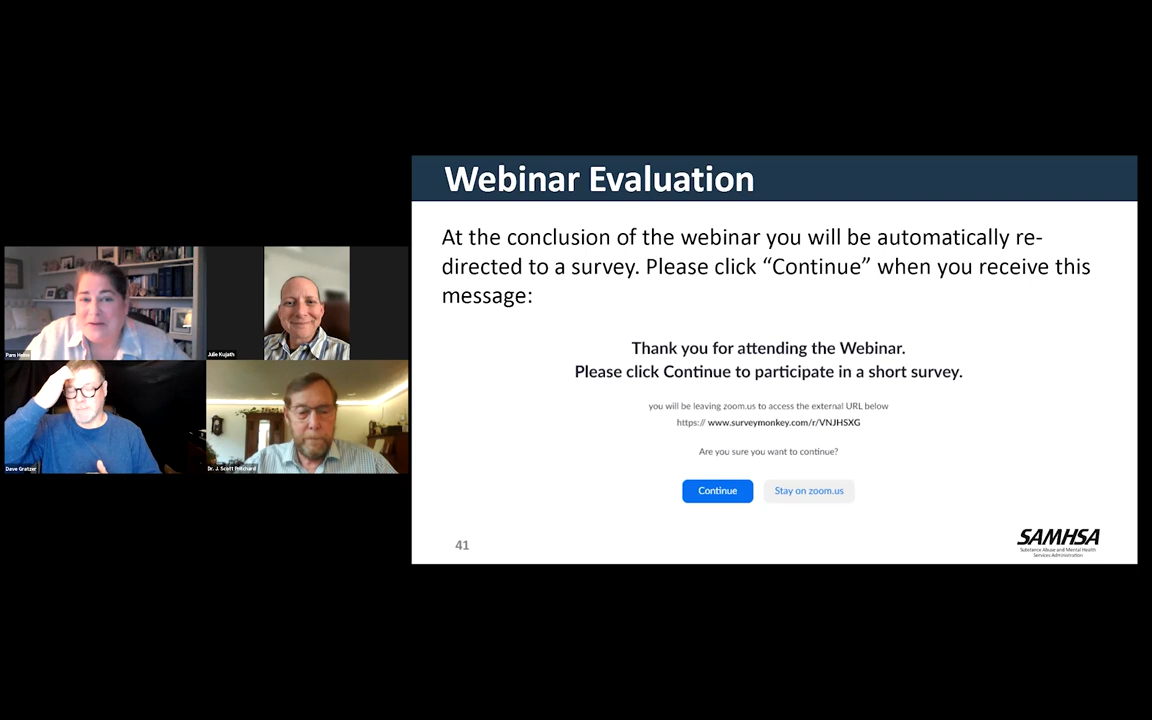 Webinar Evaluation
At the conclusion of the webinar you will be automatically re-
directed to a survey. Please click “Continue” when you receive this
message:
Thank you for attending the Webinar.
Please click Continue to participate in a short survey.
you will be leaving zoom.us to access the external URL below
https:// www.surveymonkey.com/r/VNJHSXG
Are you sure you want to continue?
Continue
Stay on zoom.us
41
SAMHSA
Substance Abuse and Mental Health
Services Administration
Pam Heine
Julie Kujath
Dave Gratzer
Dr. J. Scott Pritchard